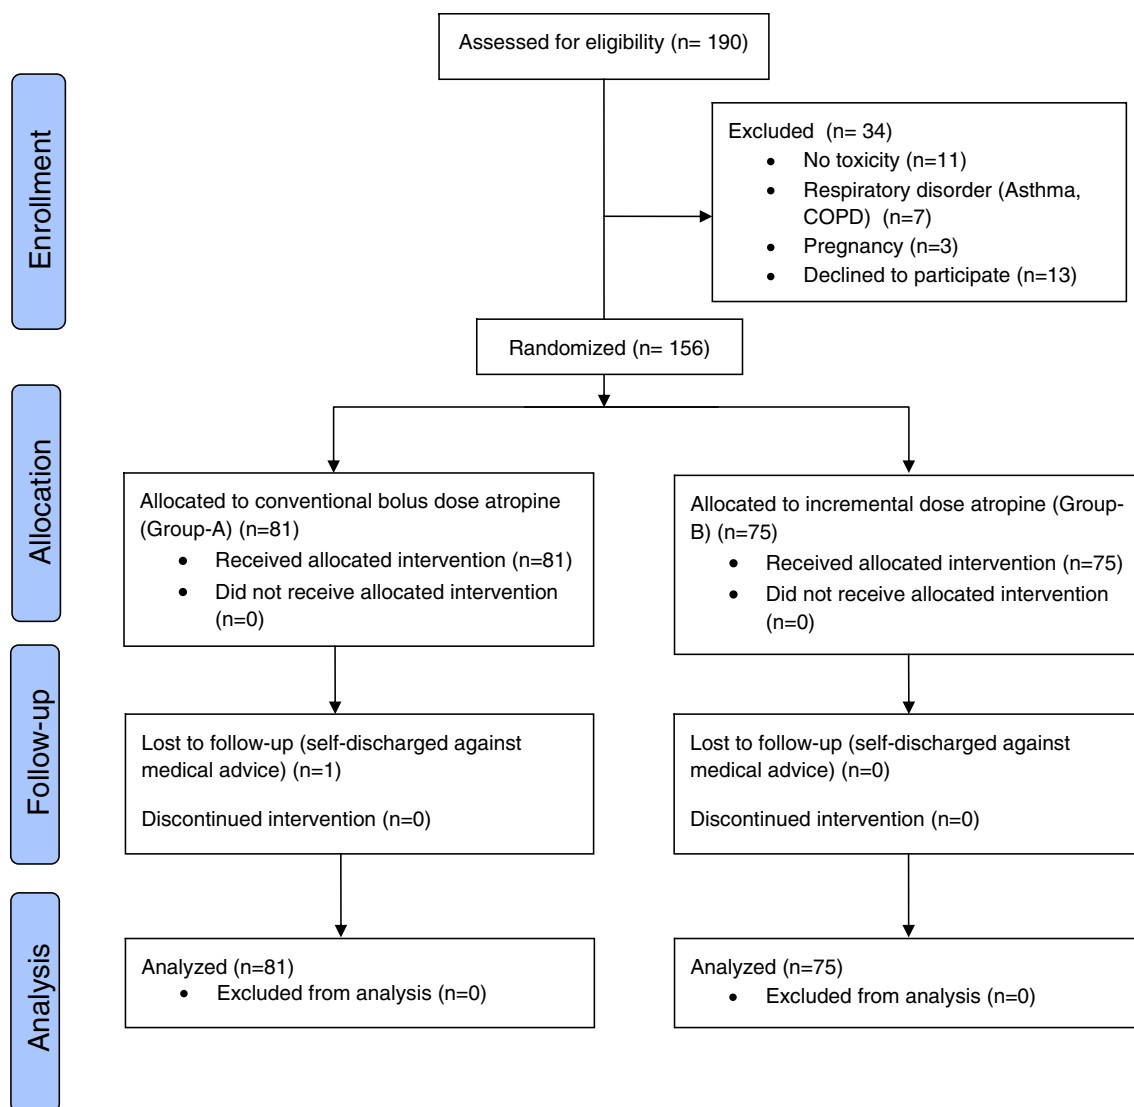 Assessed for eligibility (n= 190)
Enrollment
Excluded (n= 34)
• No toxicity (n=11)
• Respiratory disorder (Asthma,
COPD) (n=7)
• Pregnancy (n=3)
• Declined to participate (n=13)
Randomized (n= 156)
Allocation
Allocated to conventional bolus dose atropine
(Group-A) (n=81)
• Received allocated intervention (n=81)
• Did not receive allocated intervention
(n=0)
Allocated to incremental dose atropine (Group-
B) (n=75)
• Received allocated intervention (n=75)
• Did not receive allocated intervention
(n=0)
Follow-up
Lost to follow-up (self-discharged against
medical advice) (n=1)
Discontinued intervention (n=0)
Lost to follow-up (self-discharged against
medical advice) (n=0)
Discontinued intervention (n=0)
Analysis
Analyzed (n=81)
• Excluded from analysis (n=0)
Analyzed (n=75)
• Excluded from analysis (n=0)